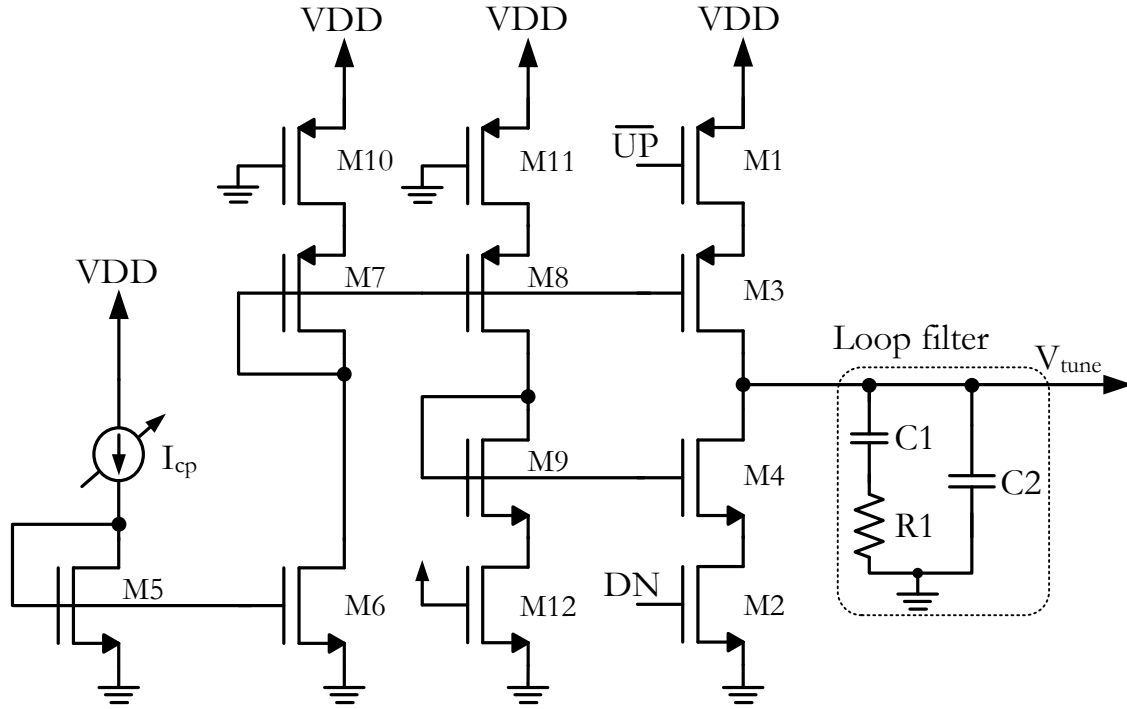 VDD VDD VDD
M10 M11 UP M1
VDD M7 M8 M3
Loop filter
V_tune
I_cp M9 M4 C1 C2
R1
M5 M6 M12 DN M2